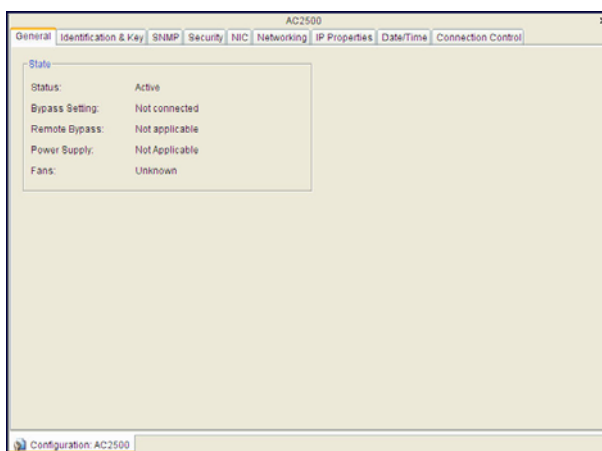 AC2500
General Identification & Key SNMP Security NIC Networking IP Properties Date/Time Connection Control
State
Status: Active
Bypass Setting: Not connected
Remote Bypass: Not applicable
Power Supply: Not Applicable
Fans: Unknown
Configuration: AC2500